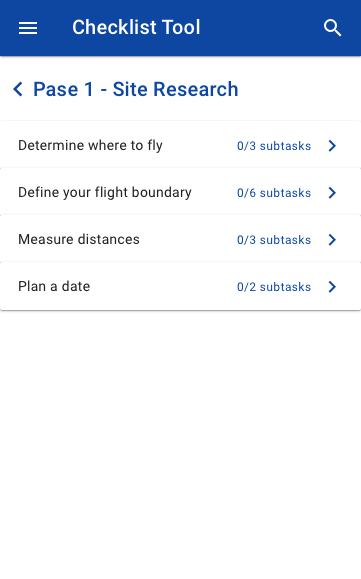 Checklist Tool
Pase 1 - Site Research
Determine where to fly 0/3 subtasks
Define your flight boundary 0/6 subtasks
Measure distances 0/3 subtasks
Plan a date 0/2 subtasks